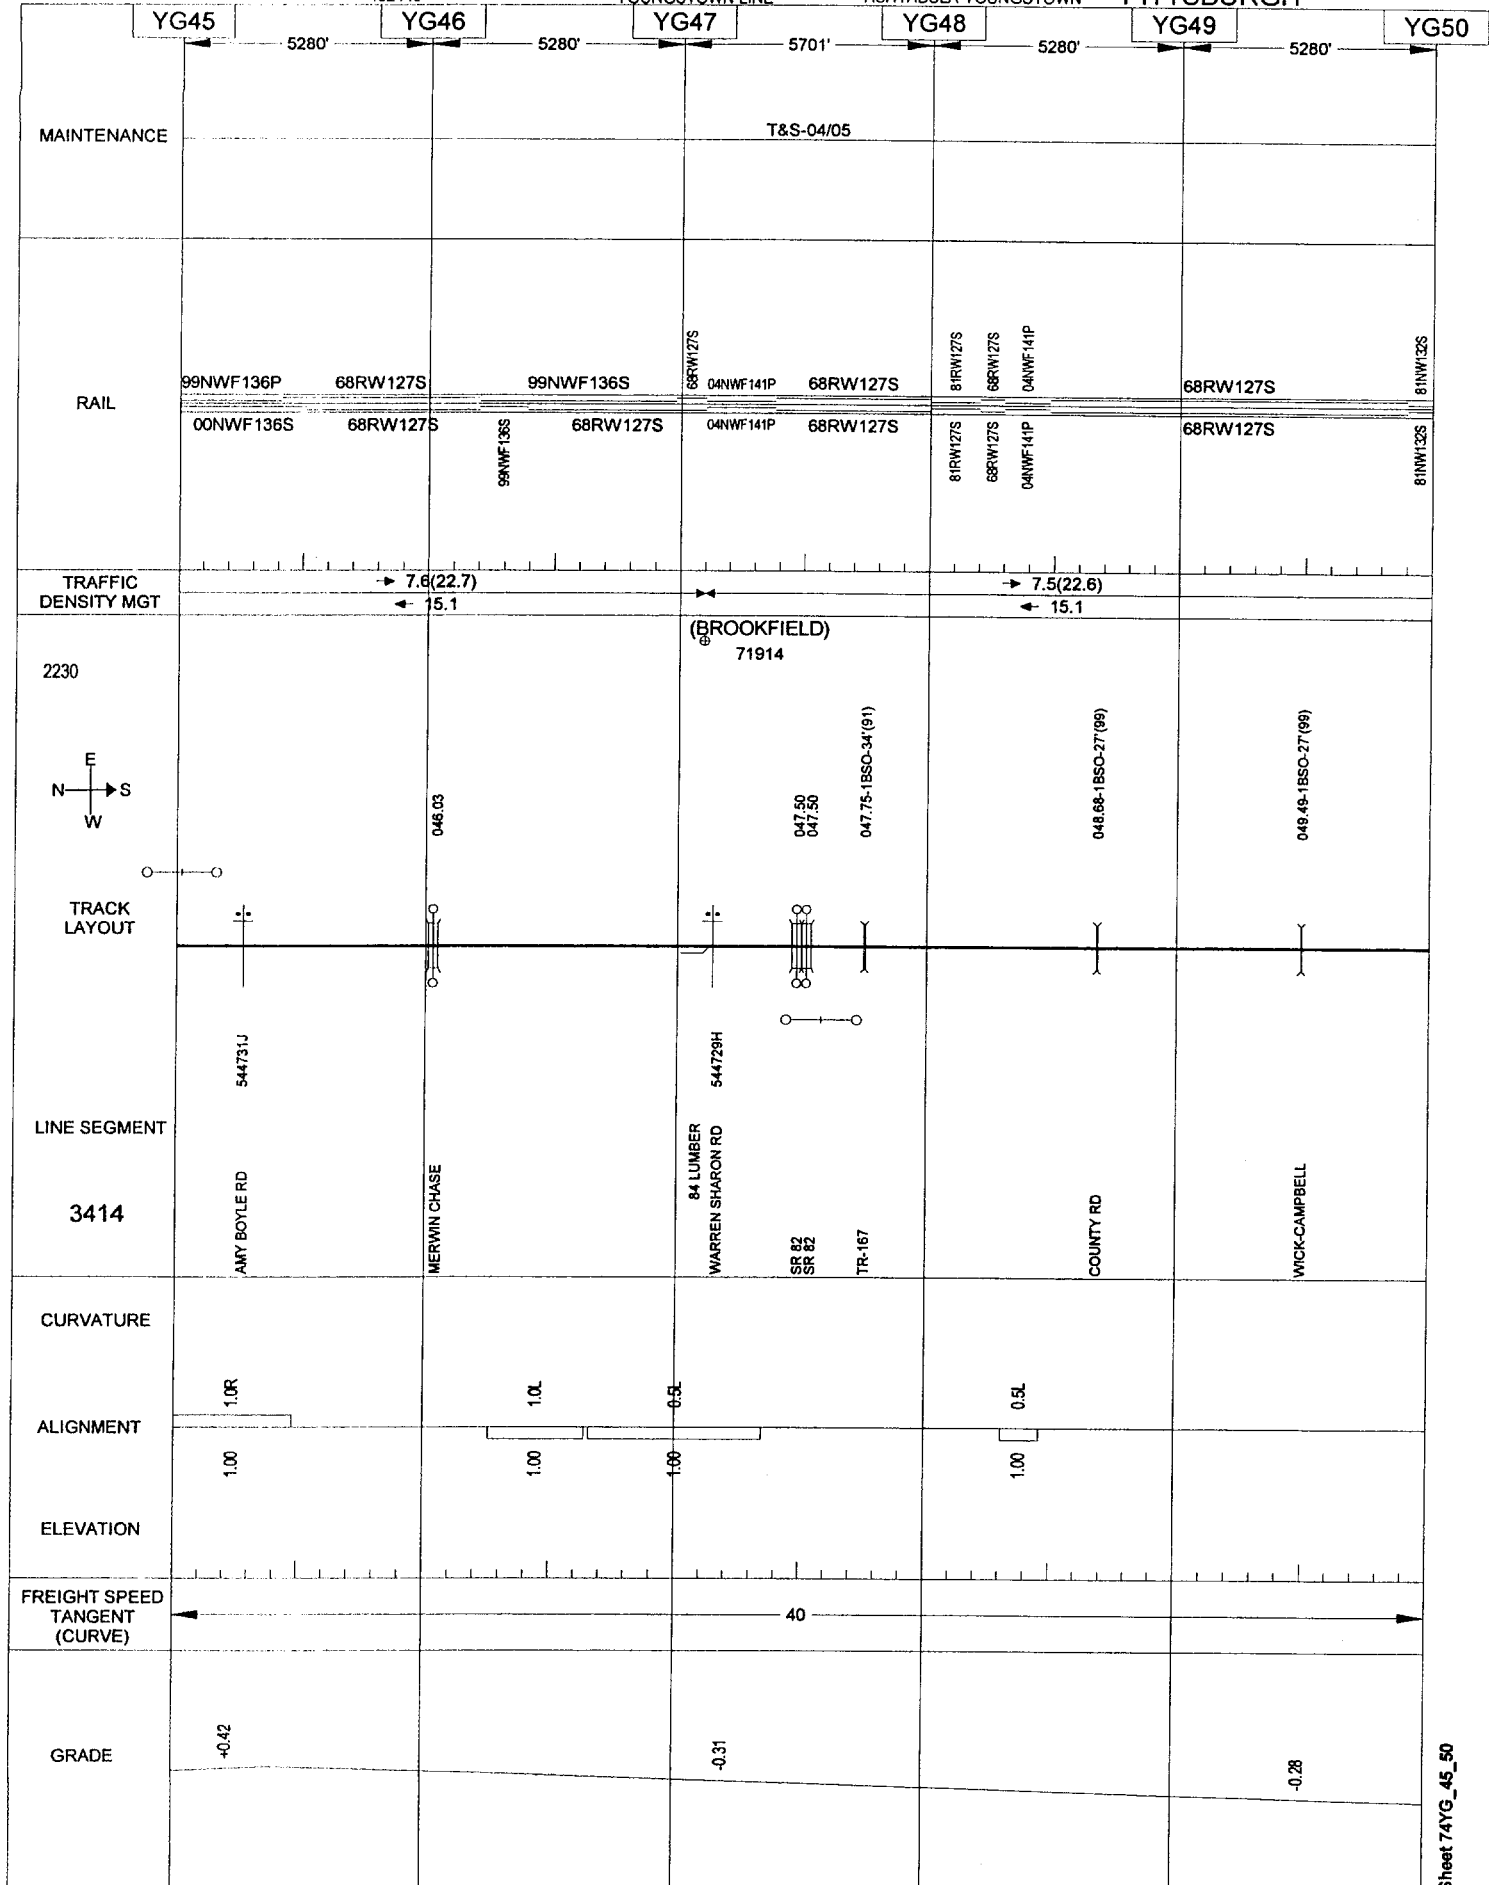 YOUNGSTOWN LINE ASHTABULA-YOUNGSTOWN PITTSBURGH
YG45 YG46 YG47 YG48 YG49 YG50
5280' 5280' 5701' 5280' 5280'
MAINTENANCE
T&S-04/05
RAIL
99NWF136P 68RW127S 99NWF136S 68RW127S 04NWF141P 68RW127S 81RW127S 68RW127S 04NWF141P 68RW127S 81NW132S
00NWF136S 68RW127S 99NWF136S 68RW127S 04NWF141P 68RW127S 81RW127S 68RW127S 04NWF141P 68RW127S 81NW132S
TRAFFIC
DENSITY MGT
7.6(22.7) 7.5(22.6)
15.1 15.1
(BROOKFIELD)
71914
2230
E
N S
W
046.03
047.50
047.50
047.75-1BSO-34'(91)
048.68-1BSO-27'(99)
049.49-1BSO-27'(99)
TRACK
LAYOUT
544731J
544729H
LINE SEGMENT
3414
AMY BOYLE RD
MERWIN CHASE
84 LUMBER
WARREN SHARON RD
SR 82
SR 82
TR-167
COUNTY RD
WICK-CAMPBELL
CURVATURE
1.0R 1.0L 0.5L 0.5L
ALIGNMENT
1.00 1.00 1.00 1.00
ELEVATION
FREIGHT SPEED
TANGENT
(CURVE)
40
GRADE
+0.42
-0.31
-0.28
Sheet 74YG_45_50